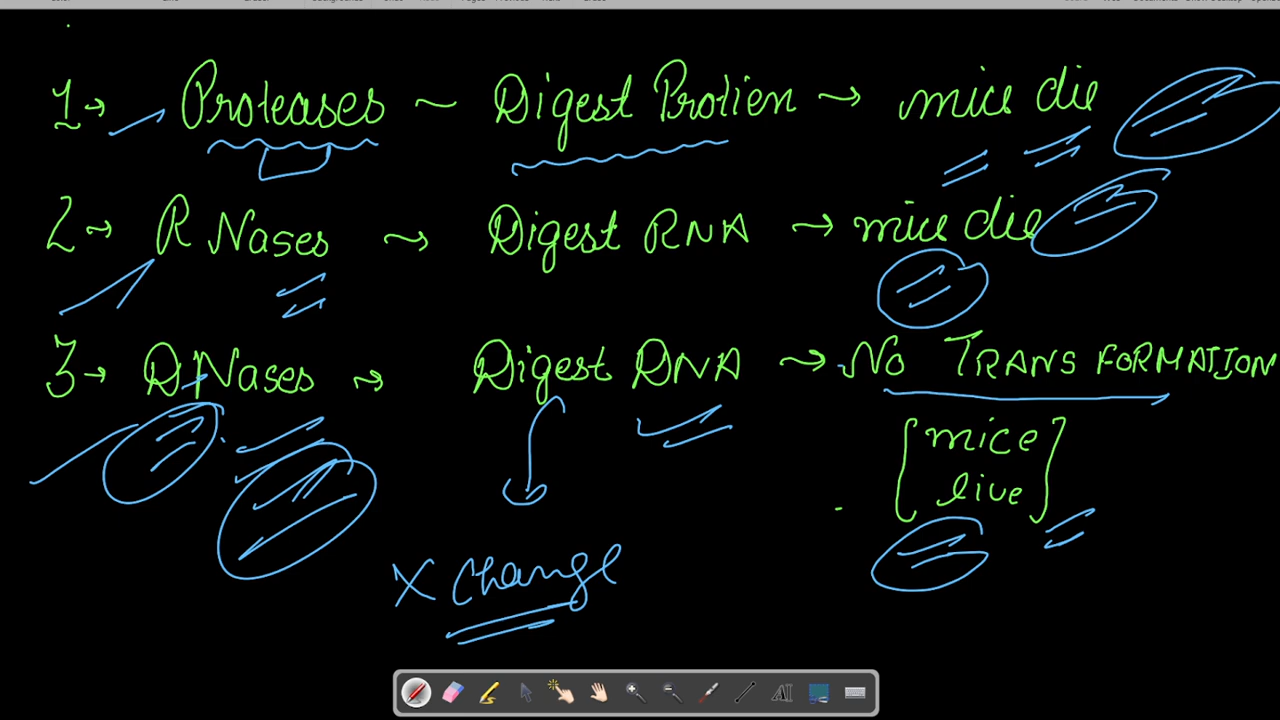 1→ Proteases ~ Digest Protien → mice die
2→ RNases → Digest RNA → mice die
3→ DNases → Digest DNA → No TRANSFORMATION
[mice
live]
X Change
AI